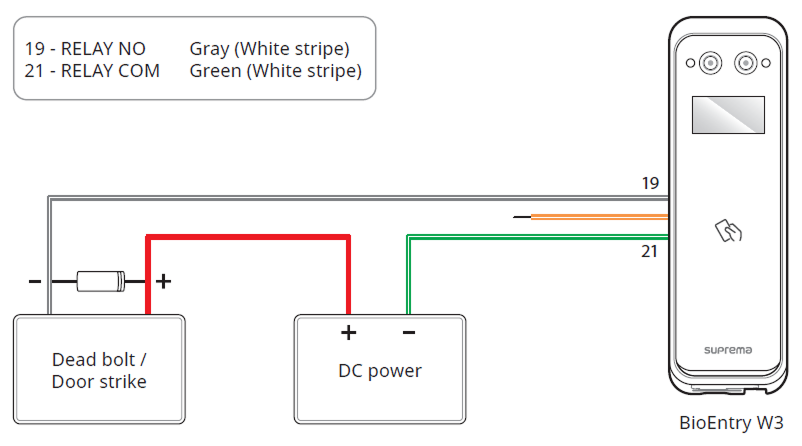 19 - RELAY NO Gray (White stripe)
21 - RELAY COM Green (White stripe)
19
21
- +
+ -
Dead bolt /
Door strike
DC power
suprema
BioEntry W3